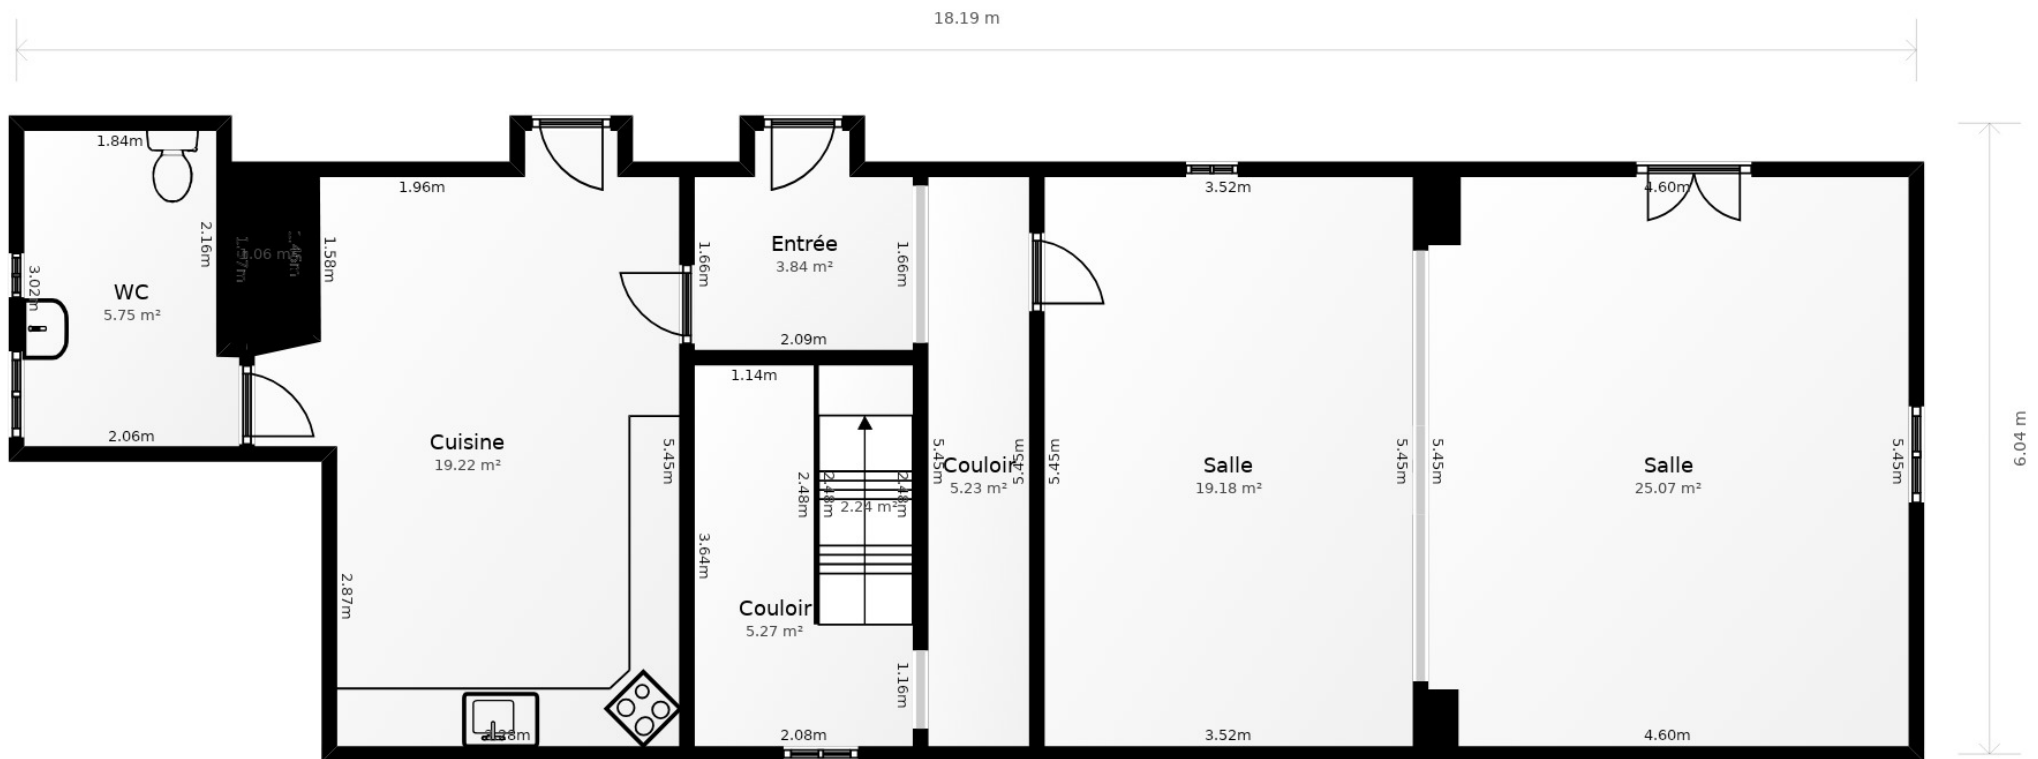 18.19 m
1.84m
1.96m
3.52m
4.60m
2.16m
1.58m
1.66m
Entrée
3.84 m²
1.66m
6.04 m
3.02m
WC
5.75 m²
2.09m
1.14m
2.06m
Cuisine
19.22 m²
5.45m
2.48m
2.48m
2.48m
2.24 m²
5.45m
Couloir
5.23 m²
5.45m
5.45m
Salle
19.18 m²
5.45m
5.45m
Salle
25.07 m²
5.45m
3.64m
2.87m
Couloir
5.27 m²
1.16m
2.08m
3.52m
4.60m